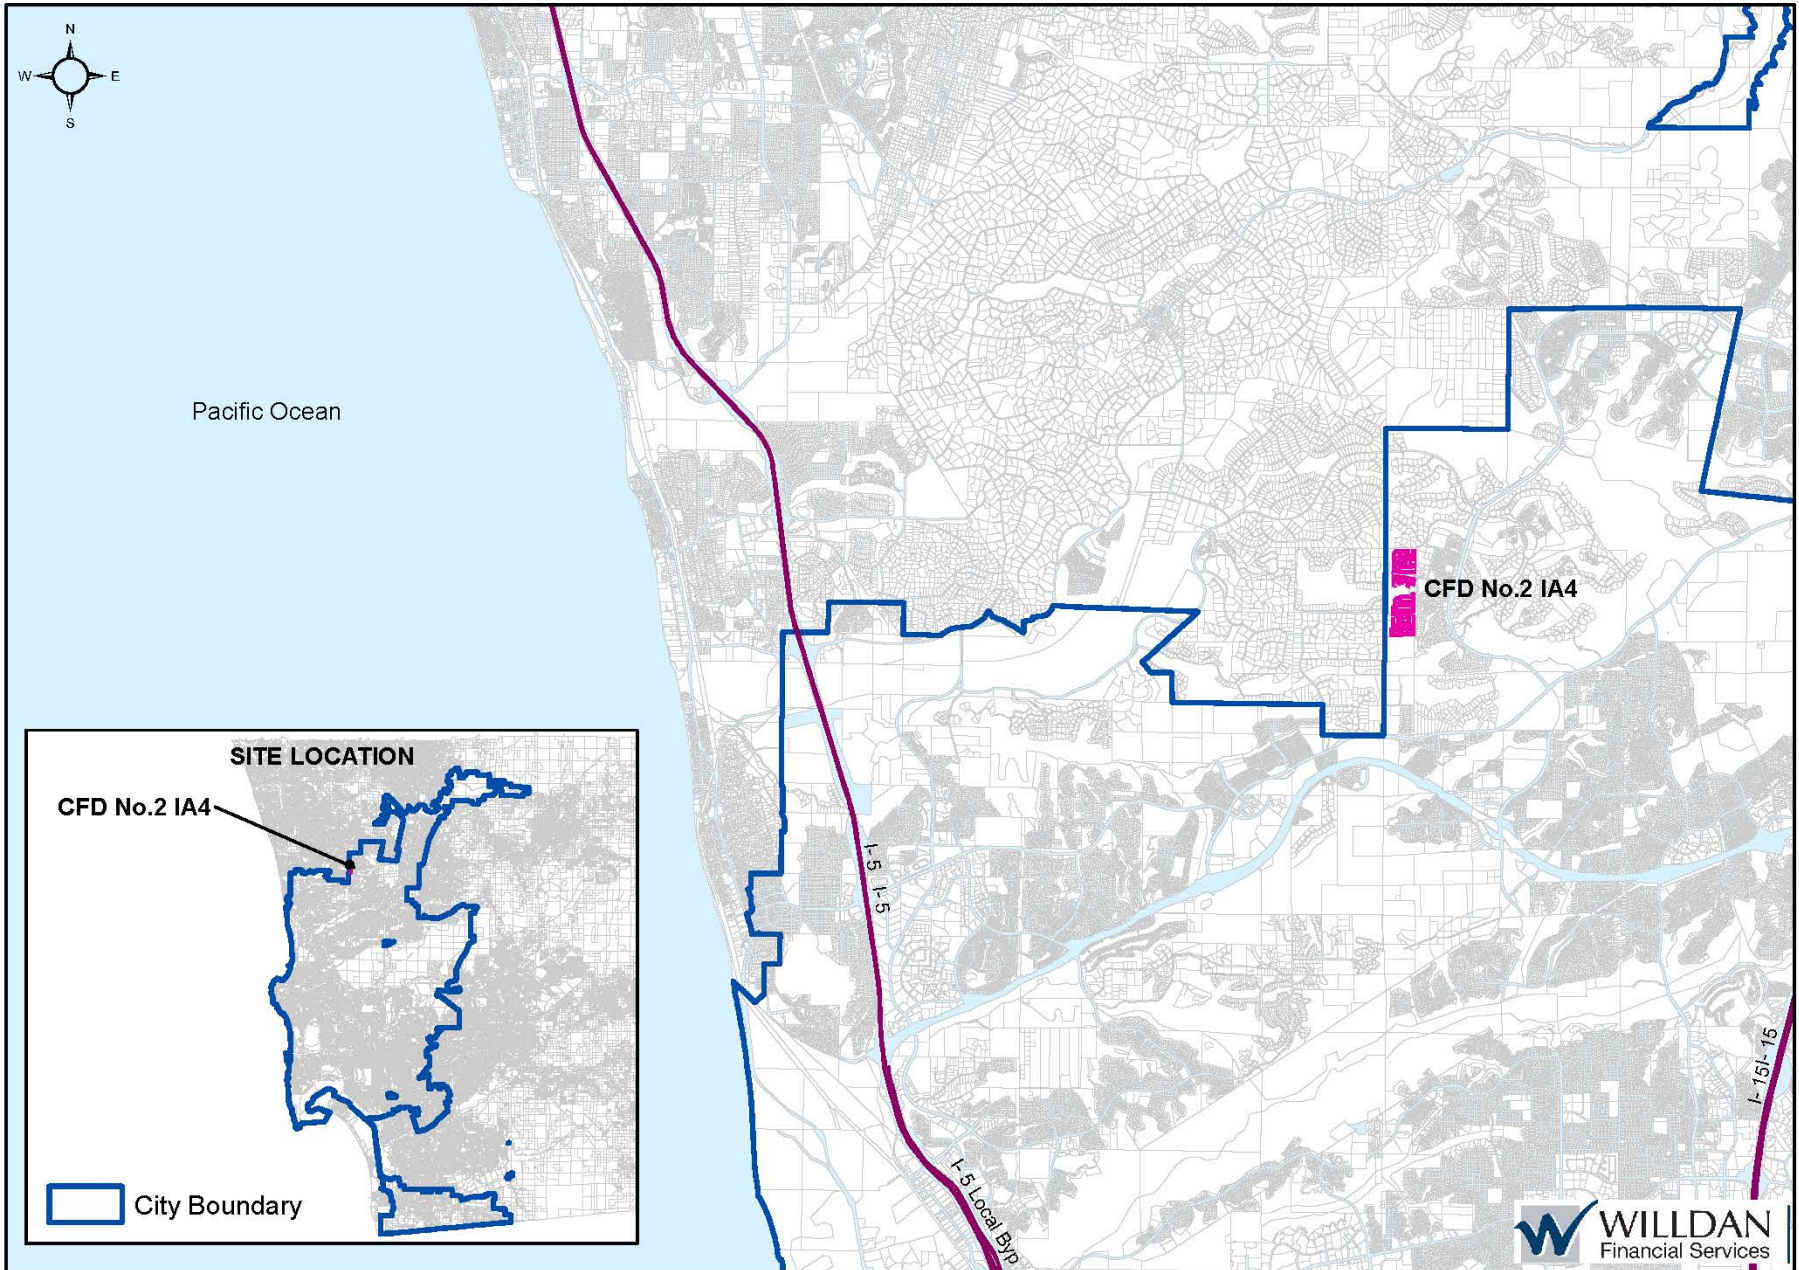 N
W E
S
Pacific Ocean
CFD No.2 IA4
SITE LOCATION
CFD No.2 IA4
City Boundary
I- 5 I-5
I- 5 Local Byp
I- 15I- 15
WILLDAN
Financial Services